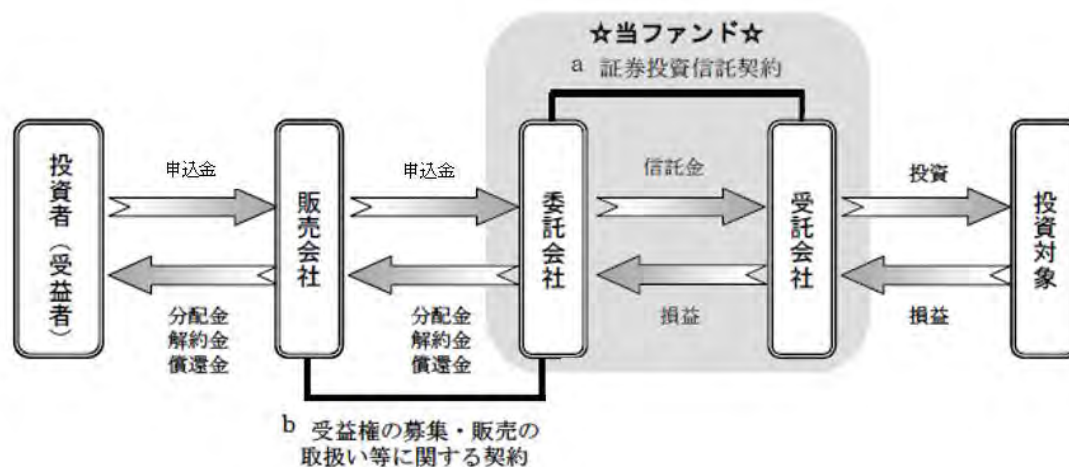 ☆当ファンド☆
a 証券投資信託契約
投資者（受益者）
申込金
販売会社
申込金
委託会社
信託金
受託会社
投資
投資対象
分配金
解約金
償還金
分配金
解約金
償還金
損益
損益
b 受益権の募集・販売の
取扱い等に関する契約